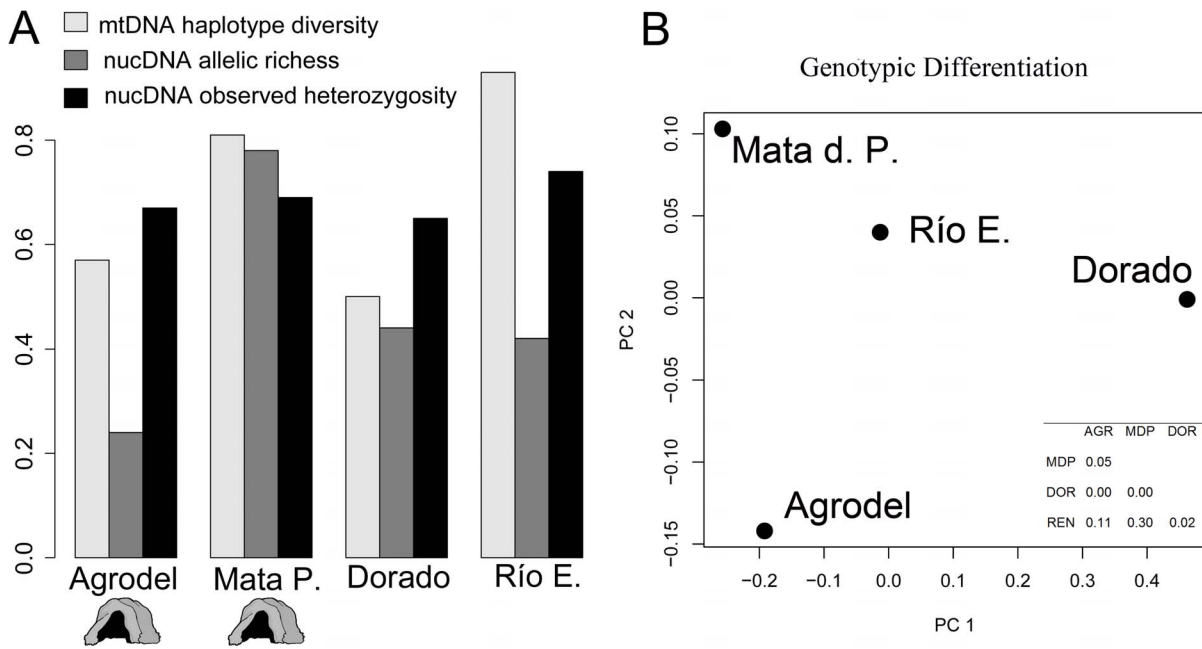 A
mtDNA haplotype diversity
nucDNA allelic richess
nucDNA observed heterozygosity
0.8
0.6
0.4
0.2
0.0
Agrodel
Mata P.
Dorado
Río E.
B
Genotypic Differentiation
0.10
0.05
0.00
−0.05
−0.10
−0.15
PC 2
Mata d. P.
Río E.
Dorado
Agrodel
AGR MDP DOR
MDP 0.05
DOR 0.00 0.00
REN 0.11 0.30 0.02
−0.2 −0.1 0.0 0.1 0.2 0.3 0.4
PC 1